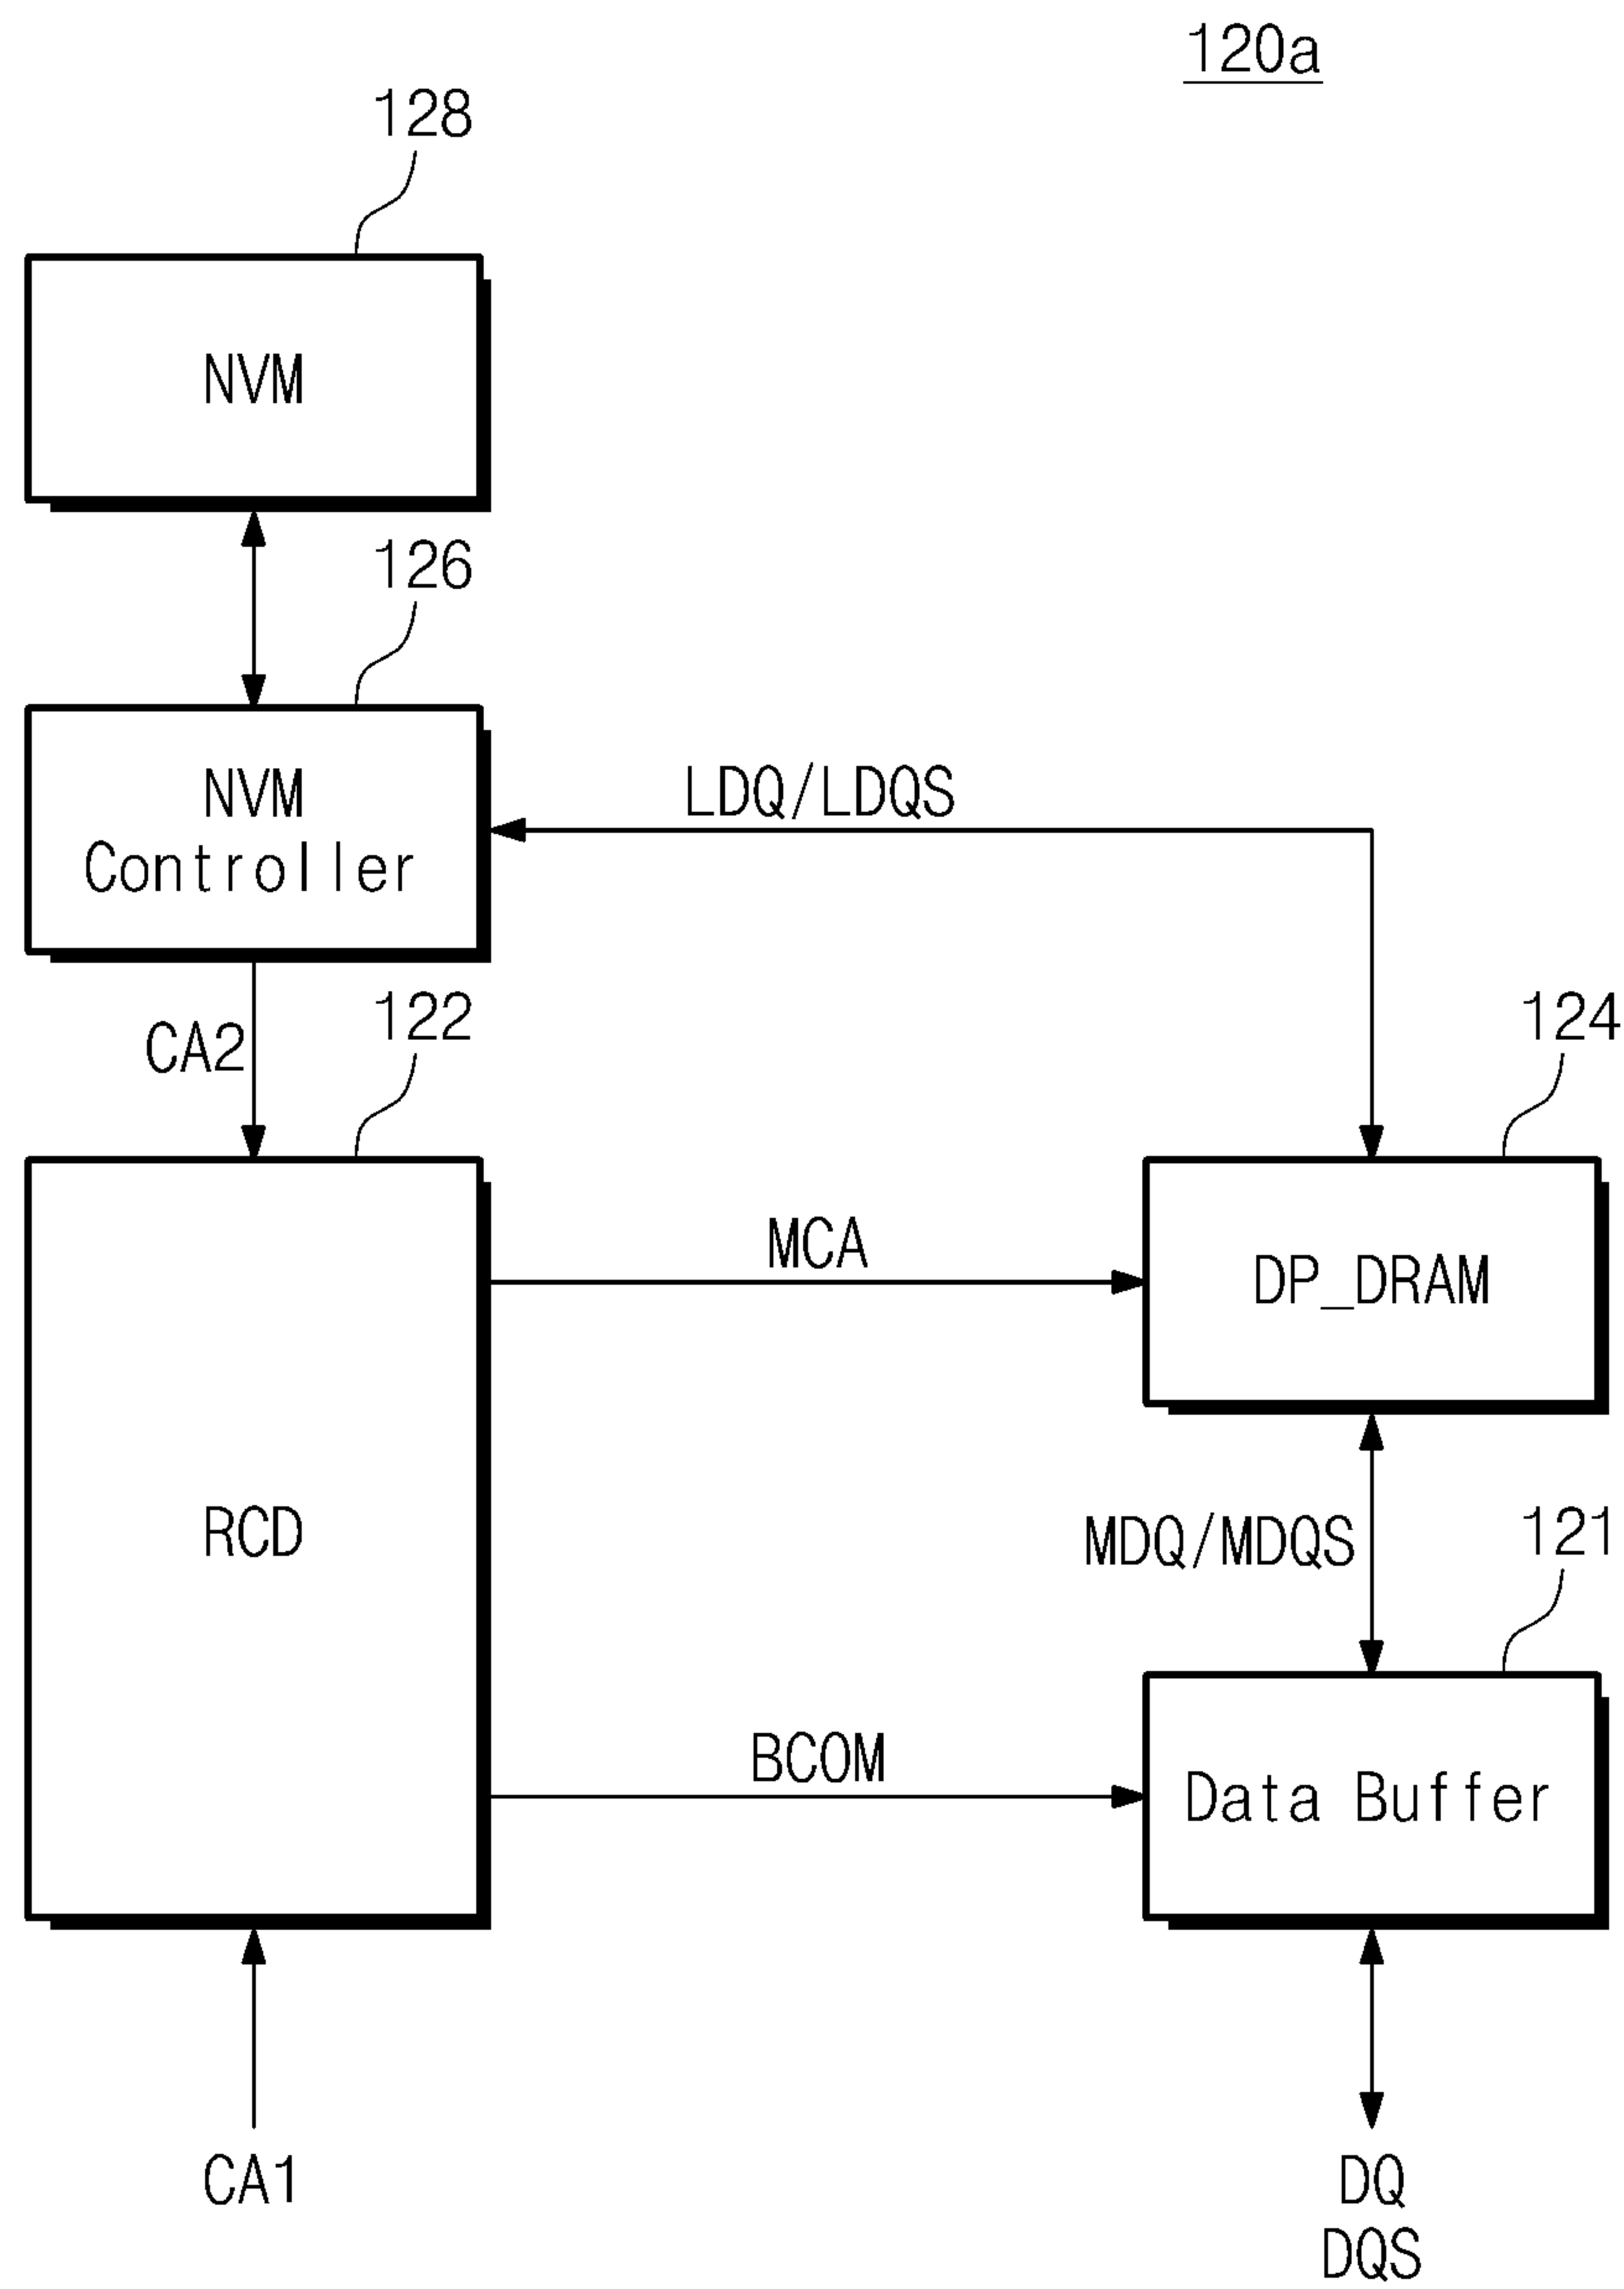 120a
128
NVM
126
NVM
Controller
LDQ/LDQS
CA2
122
124
MCA
DP_DRAM
RCD
MDQ/MDQS
121
BCOM
Data Buffer
CA1
DQ
DQS